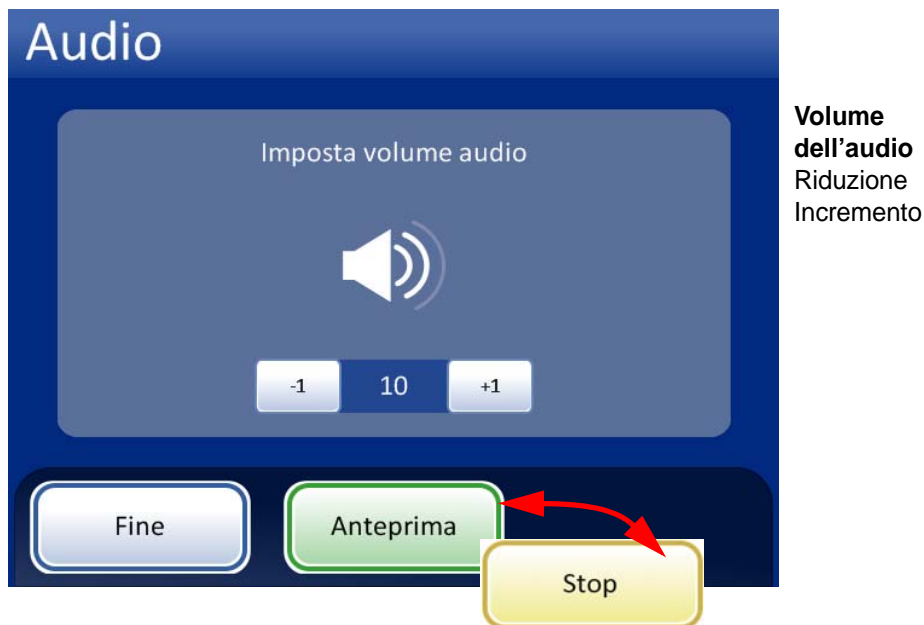 Audio
Imposta volume audio
-1 10 +1
Fine Anteprima
Stop
Volume
dell'audio
Riduzione
Incremento